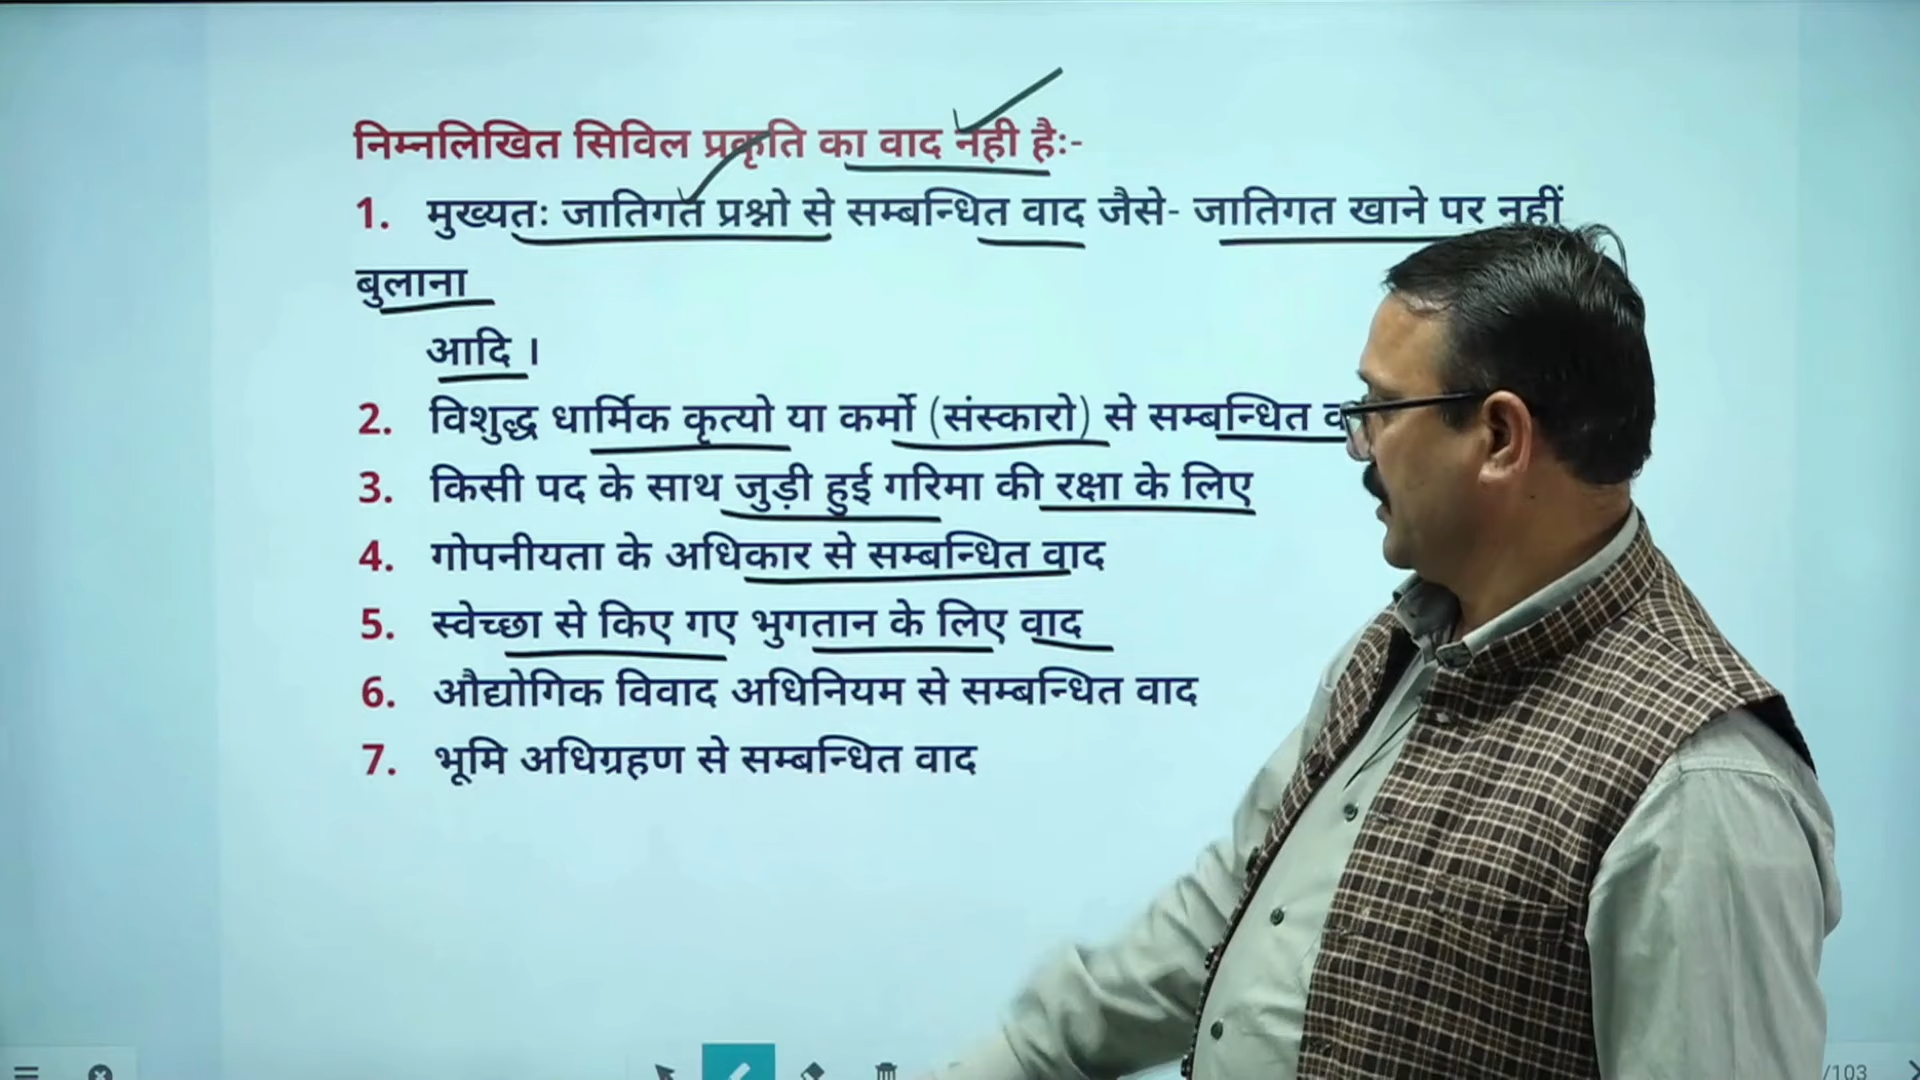 निम्नलिखित सिविल प्रकृति का वाद नही हैः-
1. मुख्यतः जातिगत प्रश्नो से सम्बन्धित वाद जैसे- जातिगत खाने पर नहीं
बुलाना
आदि ।
2. विशुद्ध धार्मिक कृत्यो या कर्मो (संस्कारो) से सम्बन्धित
3. किसी पद के साथ जुड़ी हुई गरिमा की रक्षा के लिए
4. गोपनीयता के अधिकार से सम्बन्धित वाद
5. स्वेच्छा से किए गए भुगतान के लिए वाद
6. औद्योगिक विवाद अधिनियम से सम्बन्धित वाद
7. भूमि अधिग्रहण से सम्बन्धित वाद
/103